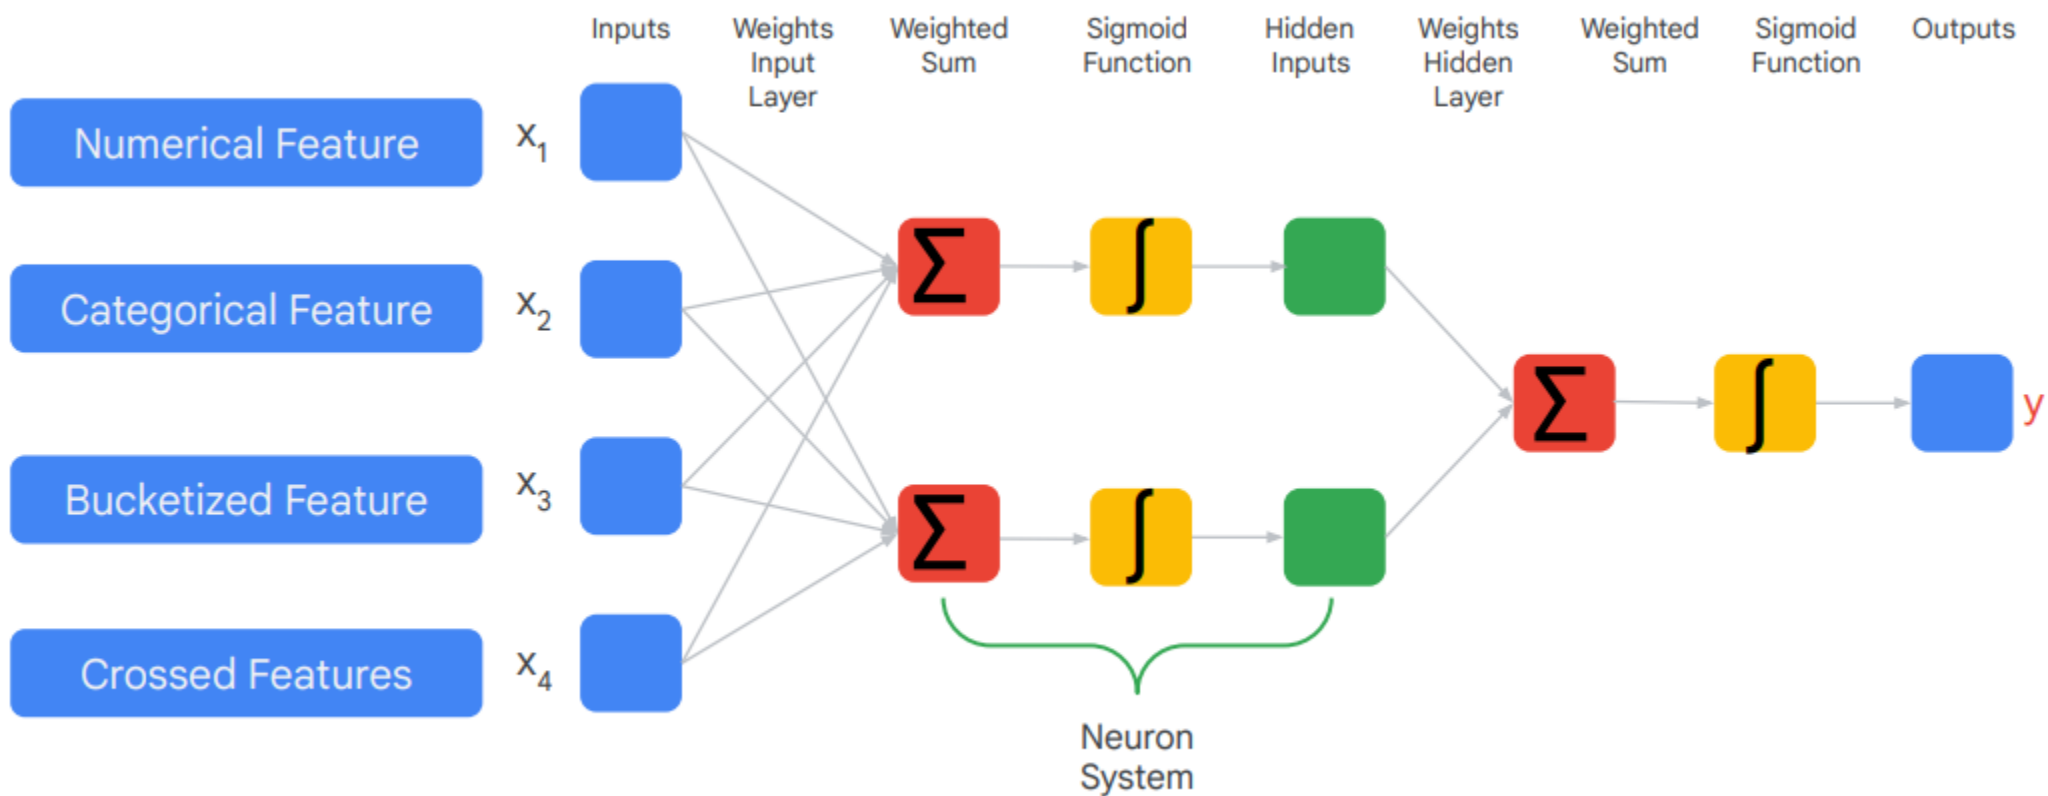 Inputs
Weights
Input
Layer
Weighted
Sum
Sigmoid
Function
Hidden
Inputs
Weights
Hidden
Layer
Weighted
Sum
Sigmoid
Function
Outputs
Numerical Feature
x1
Categorical Feature
x2
Bucketized Feature
x3
Crossed Features
x4
Σ
∫
Σ
∫
Σ
∫
y
Neuron
System